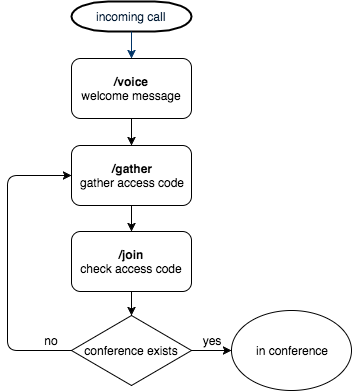 incoming call
/voice
welcome message
/gather
gather access code
/join
check access code
no
conference exists
yes
in conference